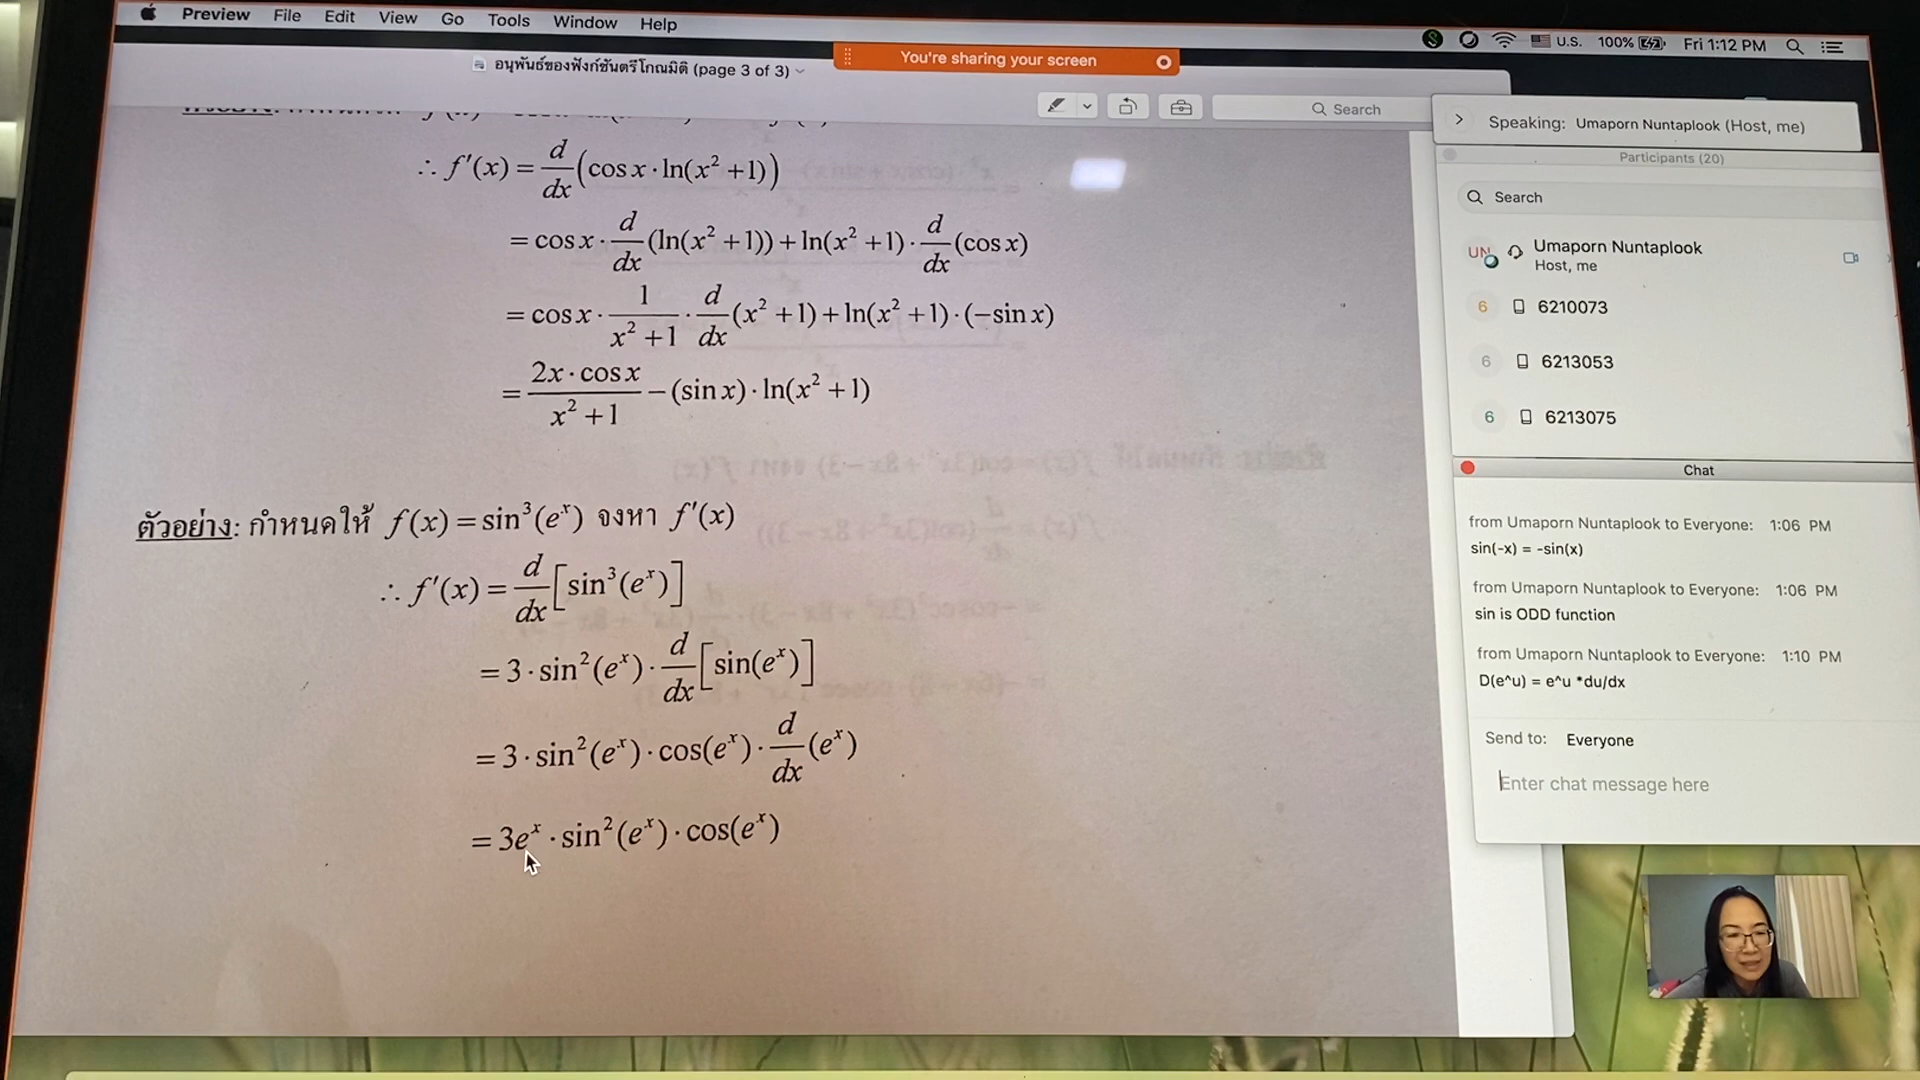 Preview File Edit View Go Tools Window Help
U.S. 100% Fri 1:12 PM
อนุพันธ์ของฟังก์ชันตรีโกณมิติ (page 3 of 3)
You're sharing your screen
Search
∴ f′(x) = d/dx (cos x · ln(x² + 1))
= cos x · d/dx (ln(x² + 1)) + ln(x² + 1) · d/dx (cos x)
= cos x · 1/(x² + 1) · d/dx (x² + 1) + ln(x² + 1) · (−sin x)
= (2x · cos x)/(x² + 1) − (sin x) · ln(x² + 1)
ตัวอย่าง: กำหนดให้ f(x) = sin³(eˣ) จงหา f′(x)
∴ f′(x) = d/dx [sin³(eˣ)]
= 3 · sin²(eˣ) · d/dx [sin(eˣ)]
= 3 · sin²(eˣ) · cos(eˣ) · d/dx (eˣ)
= 3eˣ · sin²(eˣ) · cos(eˣ)
Speaking: Umaporn Nuntaplook (Host, me)
Participants (20)
Search
UN Umaporn Nuntaplook
Host, me
6 6210073
6 6213053
6 6213075
Chat
from Umaporn Nuntaplook to Everyone: 1:06 PM
sin(-x) = -sin(x)
from Umaporn Nuntaplook to Everyone: 1:06 PM
sin is ODD function
from Umaporn Nuntaplook to Everyone: 1:10 PM
D(e^u) = e^u *du/dx
Send to: Everyone
Enter chat message here